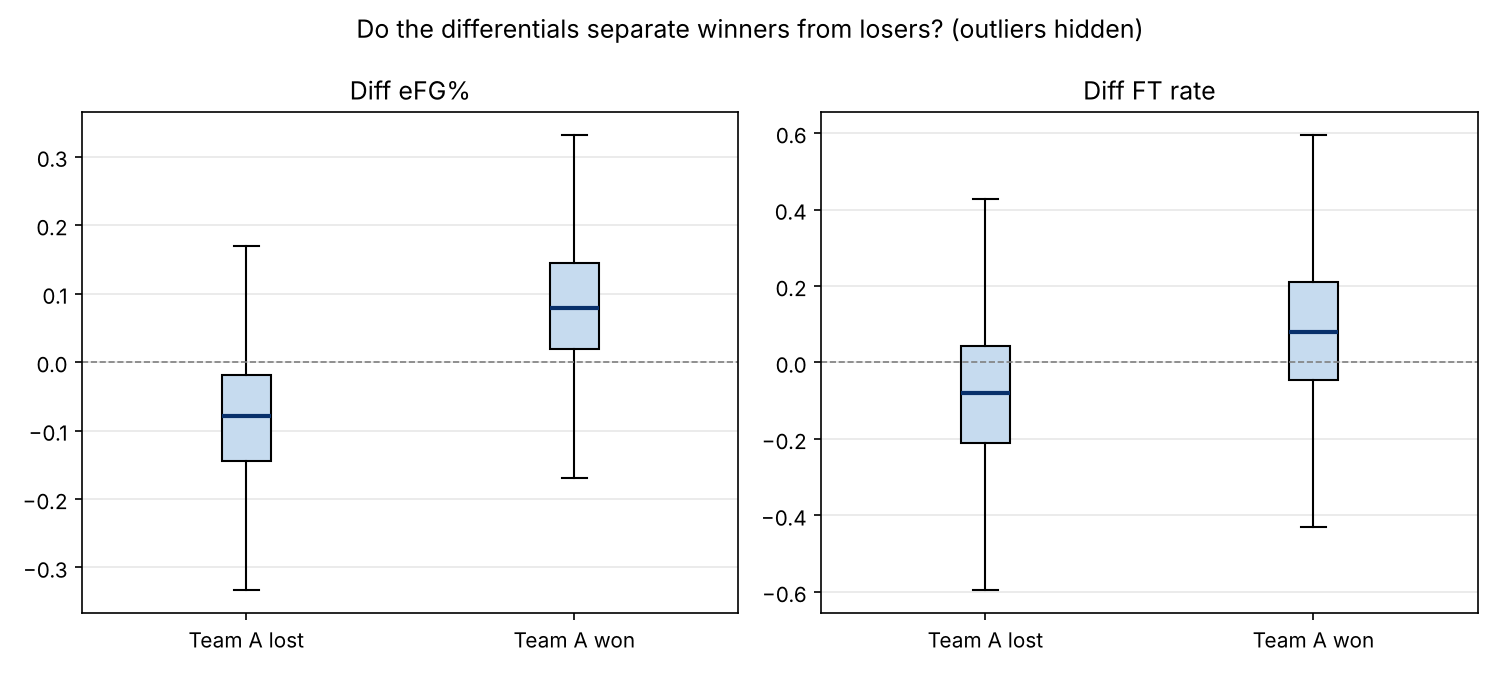 Do the differentials separate winners from losers? (outliers hidden)
Diff eFG%
0.3
0.2
0.1
0.0
−0.1
−0.2
−0.3
Team A lost
Team A won
Diff FT rate
0.6
0.4
0.2
0.0
−0.2
−0.4
−0.6
Team A lost
Team A won